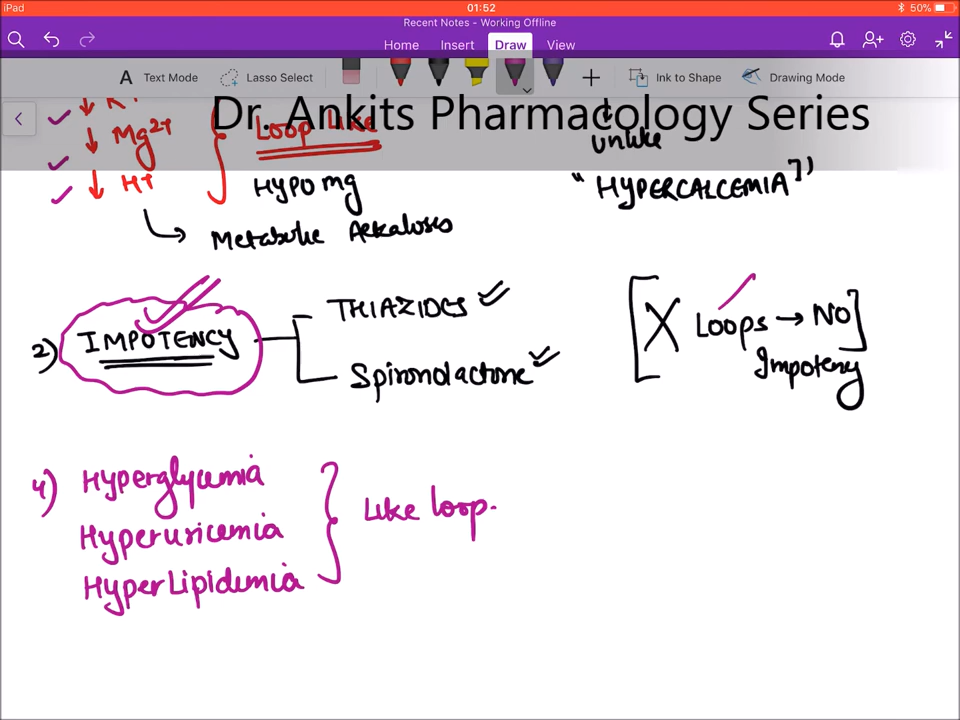 iPad 01:52 50%
Recent Notes - Working Offline
Home Insert Draw View
A Text Mode Lasso Select Ink to Shape Drawing Mode
Dr. Ankits Pharmacology Series
↓ K+
↓ Mg2+
↓ H+
Loop Like
HYPO mg
Unlike
"HYPERCALCEMIA"
Metabolic Alkalosis
2) IMPOTENCY
THIAZIDES
Spironolactone
X Loops → NO
Impotency
4) Hyperglycemia
Hyperuricemia
HyperLipidemia
Like loop.